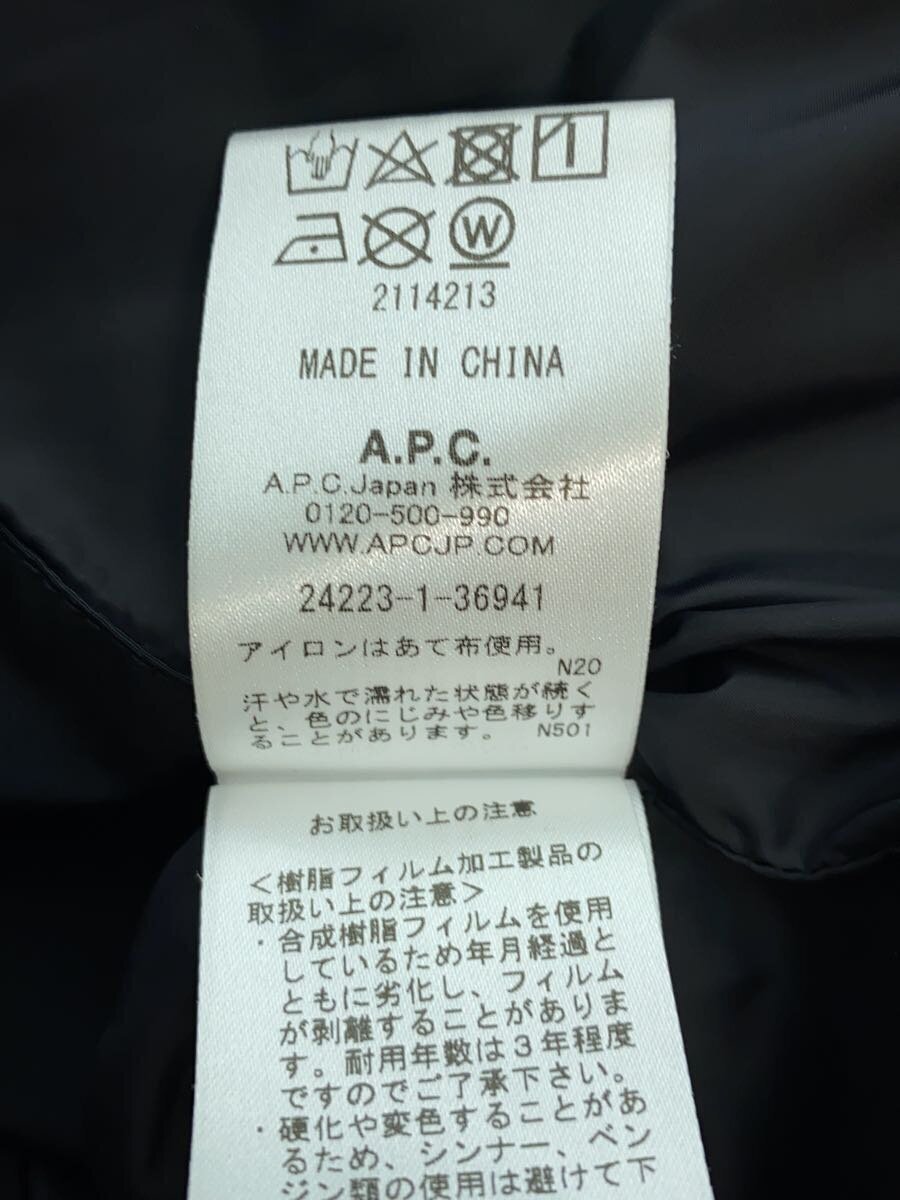 W
2114213
MADE IN CHINA
A.P.C.
A.P.C.Japan 株式会社
0120-500-990
WWW.APCJP.COM
24223-1-36941
アイロンはあて布使用。
N20
汗や水で濡れた状態が続く
と、色のにじみや色移りす
ることがあります。 N501
お取扱い上の注意
<樹脂フィルム加工製品の
取扱い上の注意>
・合成樹脂フィルムを使用
しているため年月経過と
ともに劣化し、フィルム
が剥離することがありま
す。耐用年数は3年程度
ですのでご了承下さい。
・硬化や変色することがあ
るため、シンナー、ベン
ジン類の使用は避けて下